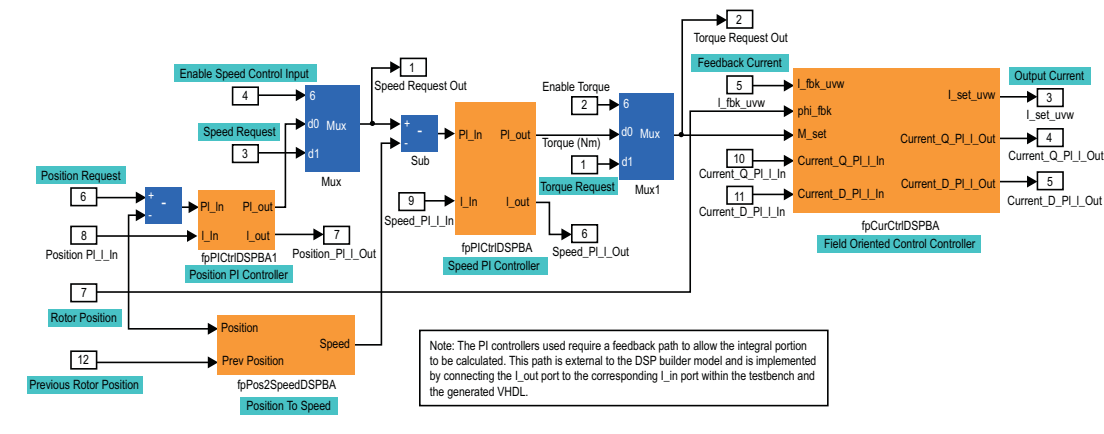 2
Torque Request Out
Feedback Current
5
I_fbk_uvw
Output Current
Enable Speed Control Input
4
1
Speed Request Out
Enable Torque
2
I_fbk_uvw
phi_fbk
M_set
Current_Q_PI_I_In
Current_D_PI_I_In
I_set_uvw
Current_Q_PI_I_Out
Current_D_PI_I_Out
3
I_set_uvw
4
Current_Q_PI_I_Out
5
Current_D_PI_I_Out
fpCurCtrlDSPBA
Field Oriented Control Controller
10
Current_Q_PI_I_In
11
Current_D_PI_I_In
6
d0 Mux
d1
Mux
Speed Request
3
+
-
-
Sub
PI_In
PI_out
I_In
I_out
fpPICtrlDSPBA
Speed PI Controller
9
Speed_PI_I_In
Torque (Nm)
1
Torque Request
6
d0 Mux
d1
Mux1
6
Speed_PI_I_Out
Position Request
6
+
-
-
8
Position PI_I_In
PI_In
PI_out
I_In
I_out
fpPICtrlDSPBA1
Position PI Controller
7
Position_PI_I_Out
7
Rotor Position
12
Previous Rotor Position
Position
Speed
Prev Position
fpPos2SpeedDSPBA
Position To Speed
Note: The PI controllers used require a feedback path to allow the integral portion
to be calculated. This path is external to the DSP builder model and is implemented
by connecting the I_out port to the corresponding I_in port within the testbench and
the generated VHDL.